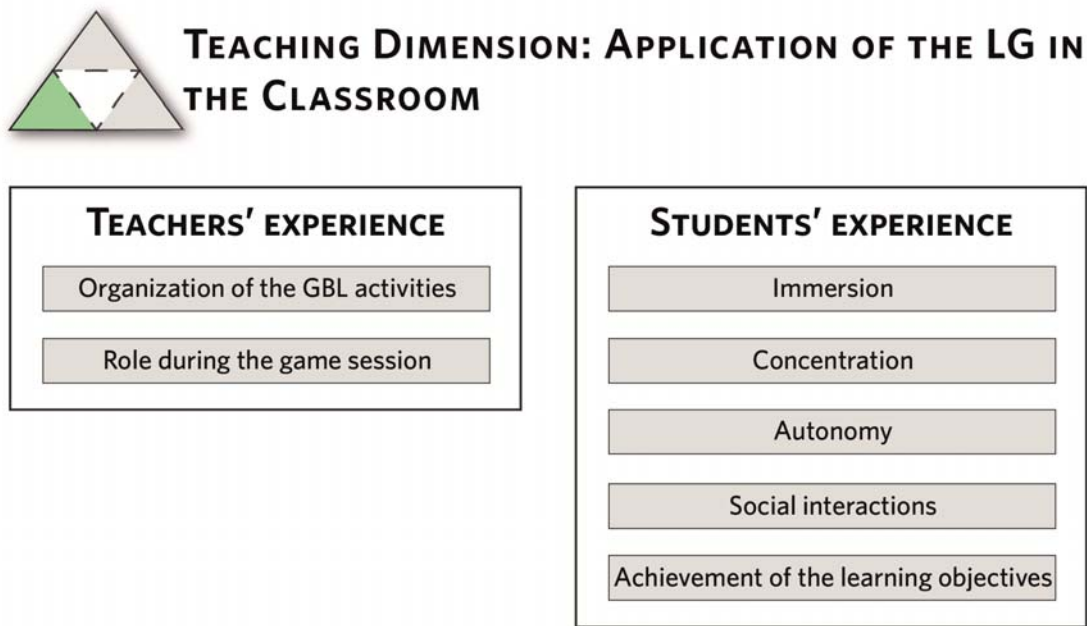 Teaching Dimension: Application of the LG in
the Classroom
Teachers' experience
Organization of the GBL activities
Role during the game session
Students' experience
Immersion
Concentration
Autonomy
Social interactions
Achievement of the learning objectives